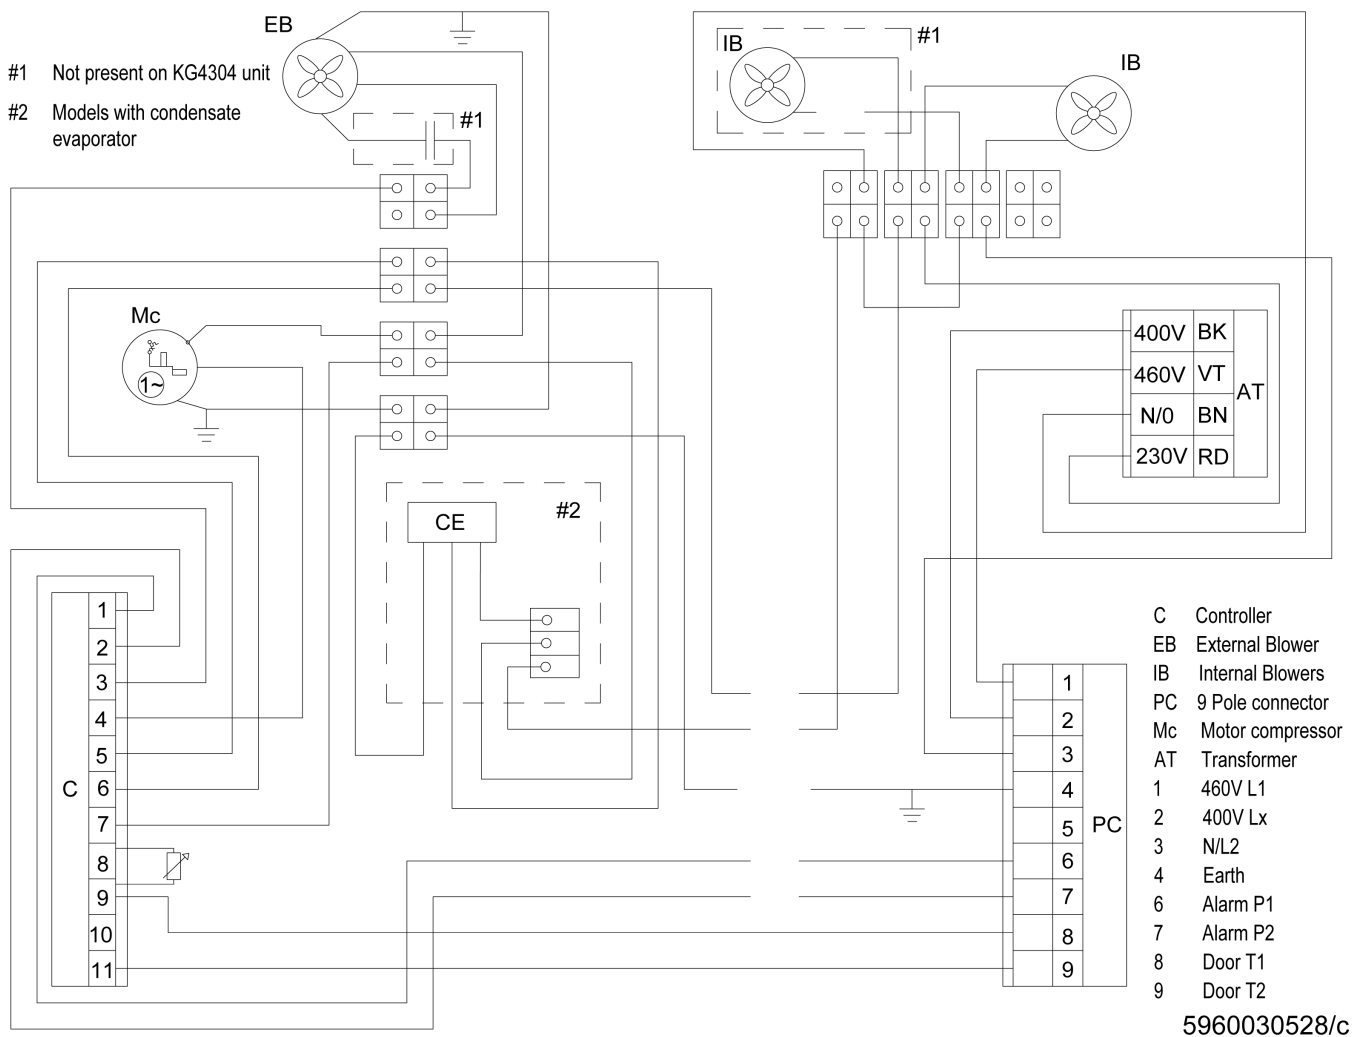 EB
#1 Not present on KG4304 unit
#2 Models with condensate
evaporator
#1
IB
#1
IB
Mc
1~
400V BK
460V VT
N/0 BN
230V RD
AT
CE
#2
C
1
2
3
4
5
6
7
8
9
10
11
1
2
3
4
5
6
7
8
9
PC
C Controller
EB External Blower
IB Internal Blowers
PC 9 Pole connector
Mc Motor compressor
AT Transformer
1 460V L1
2 400V Lx
3 N/L2
4 Earth
6 Alarm P1
7 Alarm P2
8 Door T1
9 Door T2
5960030528/c